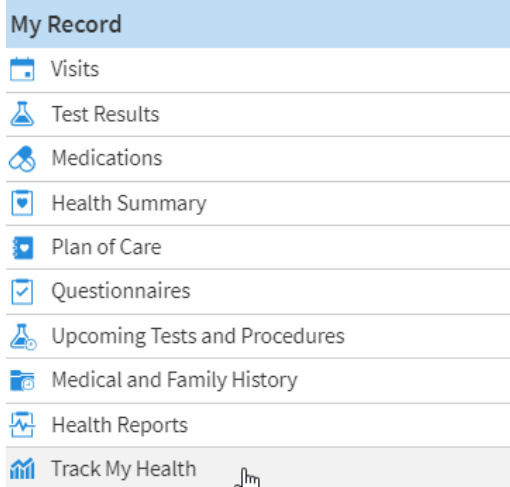 My Record
Visits
Test Results
Medications
Health Summary
Plan of Care
Questionnaires
Upcoming Tests and Procedures
Medical and Family History
Health Reports
Track My Health